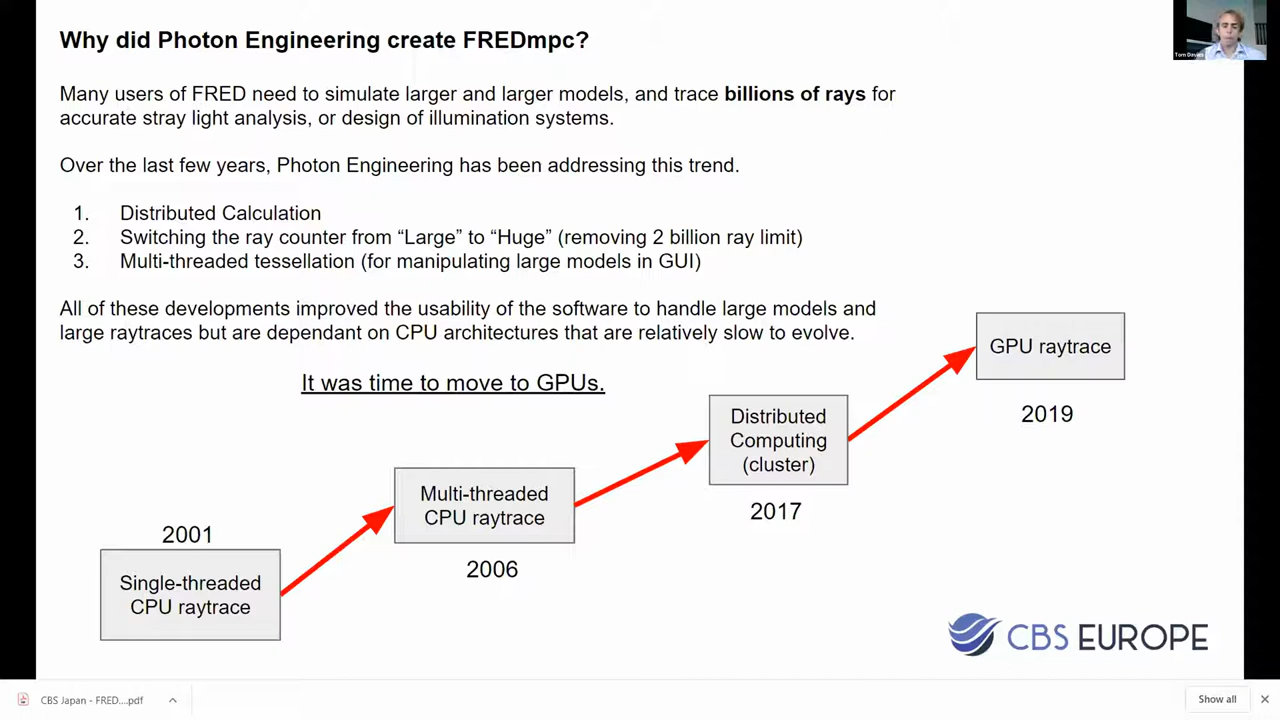 Why did Photon Engineering create FREDmpc?
Many users of FRED need to simulate larger and larger models, and trace billions of rays for
accurate stray light analysis, or design of illumination systems.
Over the last few years, Photon Engineering has been addressing this trend.
1. Distributed Calculation
2. Switching the ray counter from “Large” to “Huge” (removing 2 billion ray limit)
3. Multi-threaded tessellation (for manipulating large models in GUI)
All of these developments improved the usability of the software to handle large models and
large raytraces but are dependant on CPU architectures that are relatively slow to evolve.
It was time to move to GPUs.
2001
Single-threaded
CPU raytrace
Multi-threaded
CPU raytrace
2006
Distributed
Computing
(cluster)
2017
GPU raytrace
2019
CBS EUROPE
Tom Davies
CBS Japan - FRED....pdf
Show all